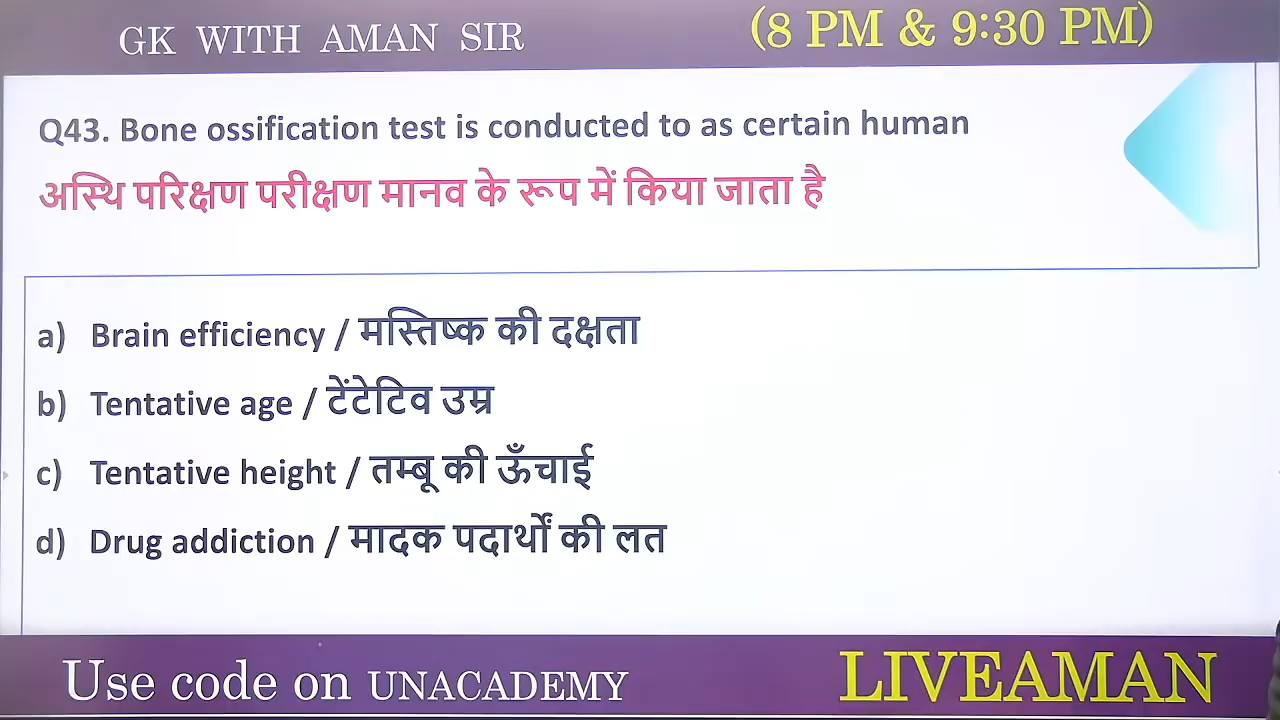 GK WITH AMAN SIR
(8 PM & 9:30 PM)
Q43. Bone ossification test is conducted to as certain human
अस्थि परिक्षण परीक्षण मानव के रूप में किया जाता है
a) Brain efficiency / मस्तिष्क की दक्षता
b) Tentative age / टेंटेटिव उम्र
c) Tentative height / तम्बू की ऊँचाई
d) Drug addiction / मादक पदार्थों की लत
Use code on UNACADEMY
LIVEAMAN